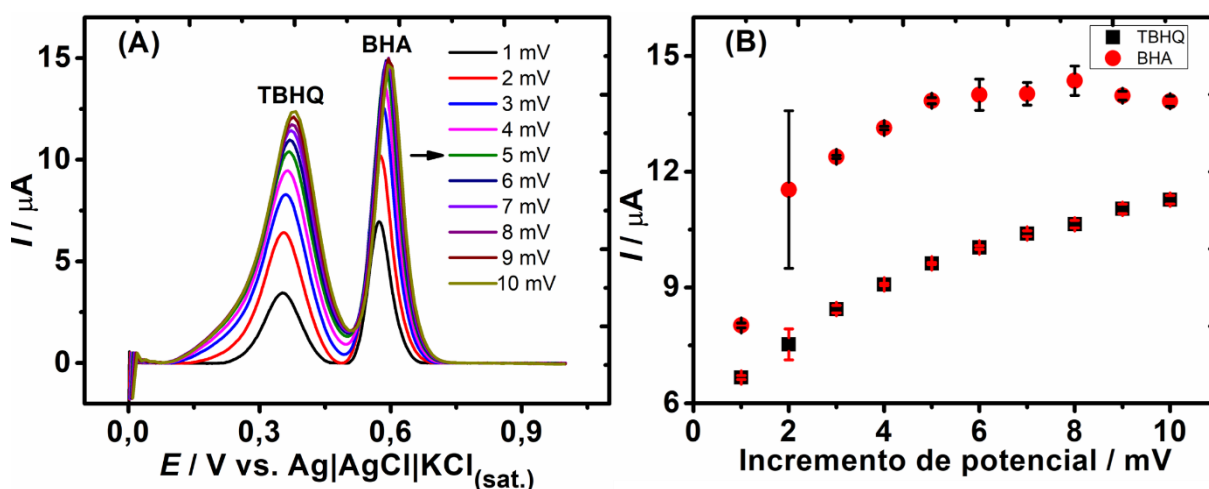 (A)
TBHQ
BHA
1 mV
2 mV
3 mV
4 mV
5 mV
6 mV
7 mV
8 mV
9 mV
10 mV
15
10
5
0
I / μA
0,0
0,3
0,6
0,9
E / V vs. Ag|AgCl|KCl(sat.)
(B)
TBHQ
BHA
15
12
9
6
I / μA
0
2
4
6
8
10
Incremento de potencial / mV